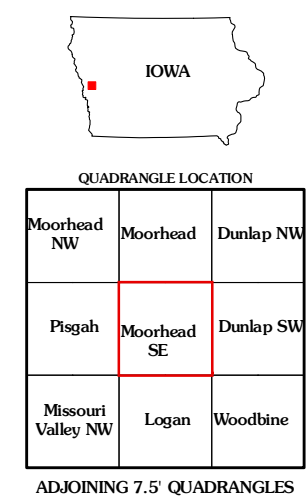 IOWA
QUADRANGLE LOCATION
Moorhead
NW
Moorhead
Dunlap NW
Pisgah
Moorhead
SE
Dunlap SW
Missouri
Valley NW
Logan
Woodbine
ADJOINING 7.5' QUADRANGLES